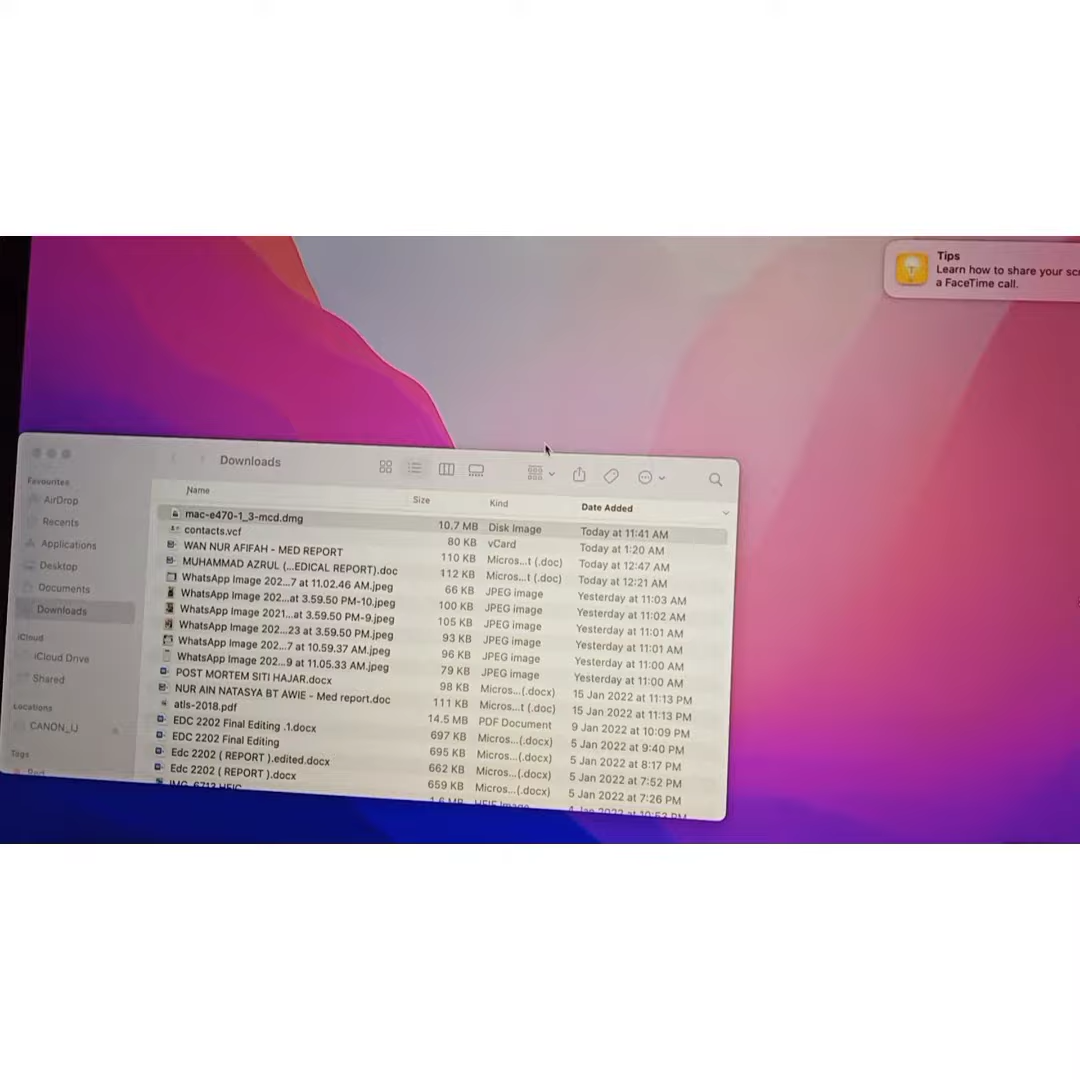 Tips
Learn how to share your scr
a FaceTime call.
Downloads
Favourites
AirDrop
Recents
Applications
Desktop
Documents
Downloads
iCloud
iCloud Drive
Shared
Locations
CANON_IJ
Tags
Red
Name Size Kind Date Added
mac-e470-1_3-mcd.dmg 10.7 MB Disk Image Today at 11:41 AM
contacts.vcf 80 KB vCard Today at 1:20 AM
WAN NUR AFIFAH - MED REPORT 110 KB Micros...t (.doc) Today at 12:47 AM
MUHAMMAD AZRUL (...EDICAL REPORT).doc 112 KB Micros...t (.doc) Today at 12:21 AM
WhatsApp Image 202...7 at 11.02.46 AM.jpeg 66 KB JPEG image Yesterday at 11:03 AM
WhatsApp Image 202...at 3.59.50 PM-10.jpeg 100 KB JPEG image Yesterday at 11:02 AM
WhatsApp Image 2021...at 3.59.50 PM-9.jpeg 105 KB JPEG image Yesterday at 11:01 AM
WhatsApp Image 202...23 at 3.59.50 PM.jpeg 93 KB JPEG image Yesterday at 11:01 AM
WhatsApp Image 202...7 at 10.59.37 AM.jpeg 96 KB JPEG image Yesterday at 11:00 AM
WhatsApp Image 202...9 at 11.05.33 AM.jpeg 79 KB JPEG image Yesterday at 11:00 AM
POST MORTEM SITI HAJAR.docx 98 KB Micros...(.docx) 15 Jan 2022 at 11:13 PM
NUR AIN NATASYA BT AWIE - Med report.doc 111 KB Micros...t (.doc) 15 Jan 2022 at 11:13 PM
atls-2018.pdf 14.5 MB PDF Document 9 Jan 2022 at 10:09 PM
EDC 2202 Final Editing .1.docx 697 KB Micros...(.docx) 5 Jan 2022 at 9:40 PM
EDC 2202 Final Editing 695 KB Micros...(.docx) 5 Jan 2022 at 8:17 PM
Edc 2202 ( REPORT ).edited.docx 662 KB Micros...(.docx) 5 Jan 2022 at 7:52 PM
Edc 2202 ( REPORT ).docx 659 KB Micros...(.docx) 5 Jan 2022 at 7:26 PM
IMG_6713.HEIC 1.6 MB HEIF Image 4 Jan 2022 at 10:52 PM